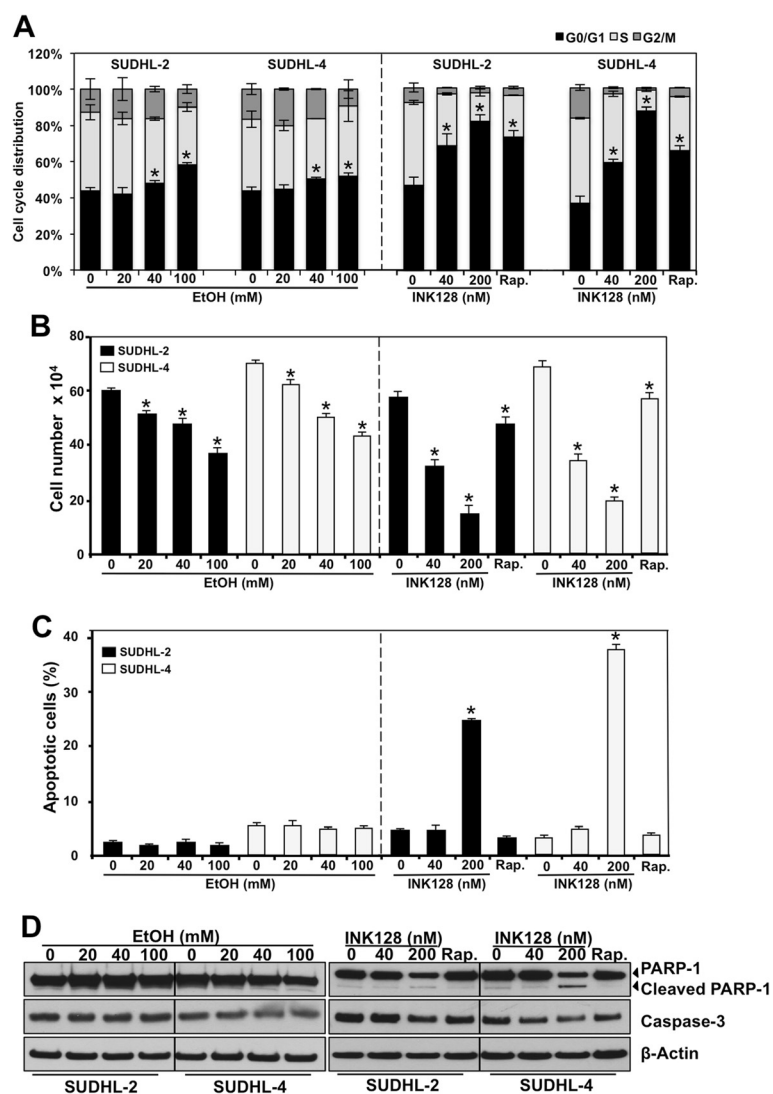 A
G0/G1 S G2/M
120%
100%
80%
60%
40%
20%
0%
Cell cycle distribution
SUDHL-2 SUDHL-4 SUDHL-2 SUDHL-4
* * * * * * * * * *
0 20 40 100 0 20 40 100 0 40 200 Rap. 0 40 200 Rap.
EtOH (mM) INK128 (nM) INK128 (nM)
B
80
60
40
20
0
Cell number x 10⁴
SUDHL-2
SUDHL-4
* * * * * * * * * * * *
0 20 40 100 0 20 40 100 0 40 200 Rap. 0 40 200 Rap.
EtOH (mM) INK128 (nM) INK128 (nM)
C
40
30
20
10
0
Apoptotic cells (%)
SUDHL-2
SUDHL-4
* *
0 20 40 100 0 20 40 100 0 40 200 Rap. 0 40 200 Rap.
EtOH (mM) INK128 (nM) INK128 (nM)
D
EtOH (mM) INK128 (nM) INK128 (nM)
0 20 40 100 0 20 40 100 0 40 200 Rap. 0 40 200 Rap.
PARP-1
Cleaved PARP-1
Caspase-3
β-Actin
SUDHL-2 SUDHL-4 SUDHL-2 SUDHL-4